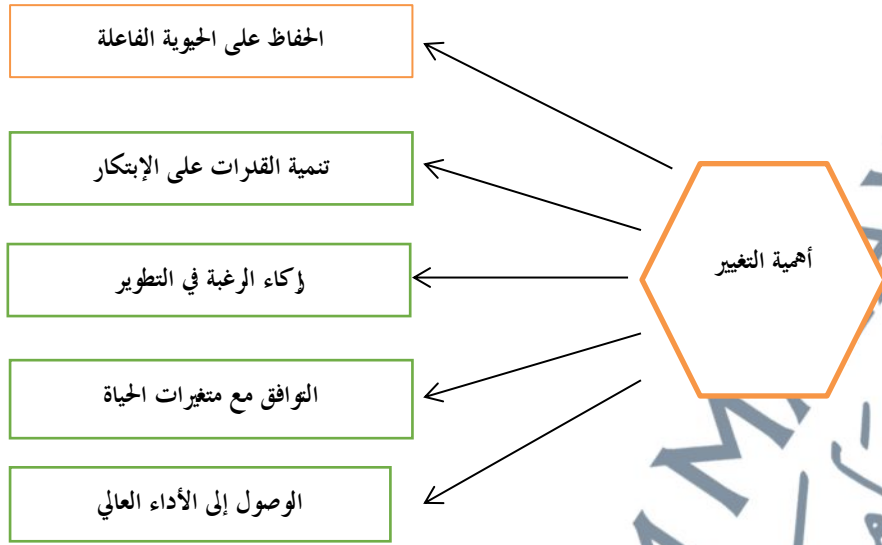 أهمية التغيير
الحفاظ على الحيوية الفاعلة
تنمية القدرات على الإبتكار
إكاء الرغبة في التطوير
التوافق مع متغيرات الحياة
الوصول إلى الأداء العالي